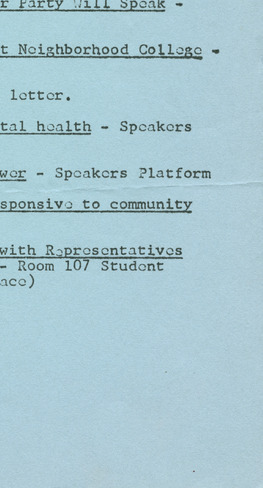 r Party Will Speak -
t Neighborhood College -
letter.
tal health - Speakers
wer - Speakers Platform
sponsive to community
with Representatives
- Room 107 Student
ace)